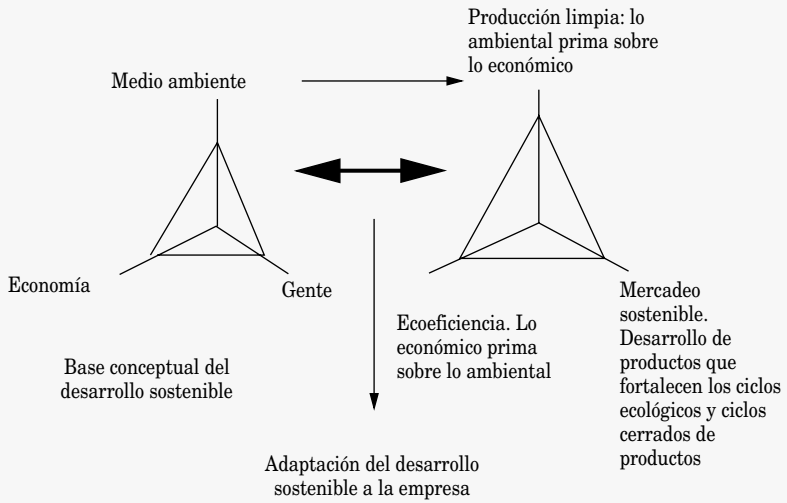 Producción limpia: lo
ambiental prima sobre
lo económico
Medio ambiente
Economía
Gente
Base conceptual del
desarrollo sostenible
Ecoeficiencia. Lo
económico prima
sobre lo ambiental
Mercadeo
sostenible.
Desarrollo de
productos que
fortalecen los ciclos
ecológicos y ciclos
cerrados de
productos
Adaptación del desarrollo
sostenible a la empresa